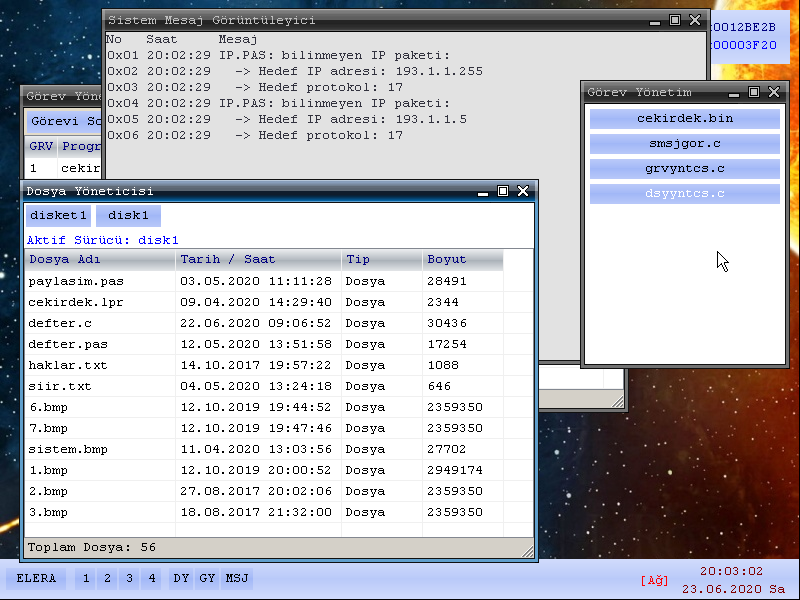 Sistem Mesaj Görüntüleyici
No Saat Mesaj
0x01 20:02:29 IP.PAS: bilinmeyen IP paketi:
0x02 20:02:29 -> Hedef IP adresi: 193.1.1.255
0x03 20:02:29 -> Hedef protokol: 17
0x04 20:02:29 IP.PAS: bilinmeyen IP paketi:
0x05 20:02:29 -> Hedef IP adresi: 193.1.1.5
0x06 20:02:29 -> Hedef protokol: 17
0012BE2B
00003F20
Görev Yön
Görevi So
GRV Progr
1 çekir
Görev Yönetim
cekirdek.bin
smsjgor.c
grvyntcs.c
dsyyntcs.c
Dosya Yöneticisi
disket1 disk1
Aktif Sürücü: disk1
Dosya Adı Tarih / Saat Tip Boyut
paylasim.pas 03.05.2020 11:11:28 Dosya 28491
cekirdek.lpr 09.04.2020 14:29:40 Dosya 2344
defter.c 22.06.2020 09:06:52 Dosya 30436
defter.pas 12.05.2020 13:51:58 Dosya 17254
haklar.txt 14.10.2017 19:57:22 Dosya 1088
siir.txt 04.05.2020 13:24:18 Dosya 646
6.bmp 12.10.2019 19:44:52 Dosya 2359350
7.bmp 12.10.2019 19:47:46 Dosya 2359350
sistem.bmp 11.04.2020 13:03:56 Dosya 27702
1.bmp 12.10.2019 20:00:52 Dosya 2949174
2.bmp 27.08.2017 20:02:06 Dosya 2359350
3.bmp 18.08.2017 21:32:00 Dosya 2359350
Toplam Dosya: 56
ELERA 1 2 3 4 DY GY MSJ
[Ağ] 20:03:02
23.06.2020 Sa